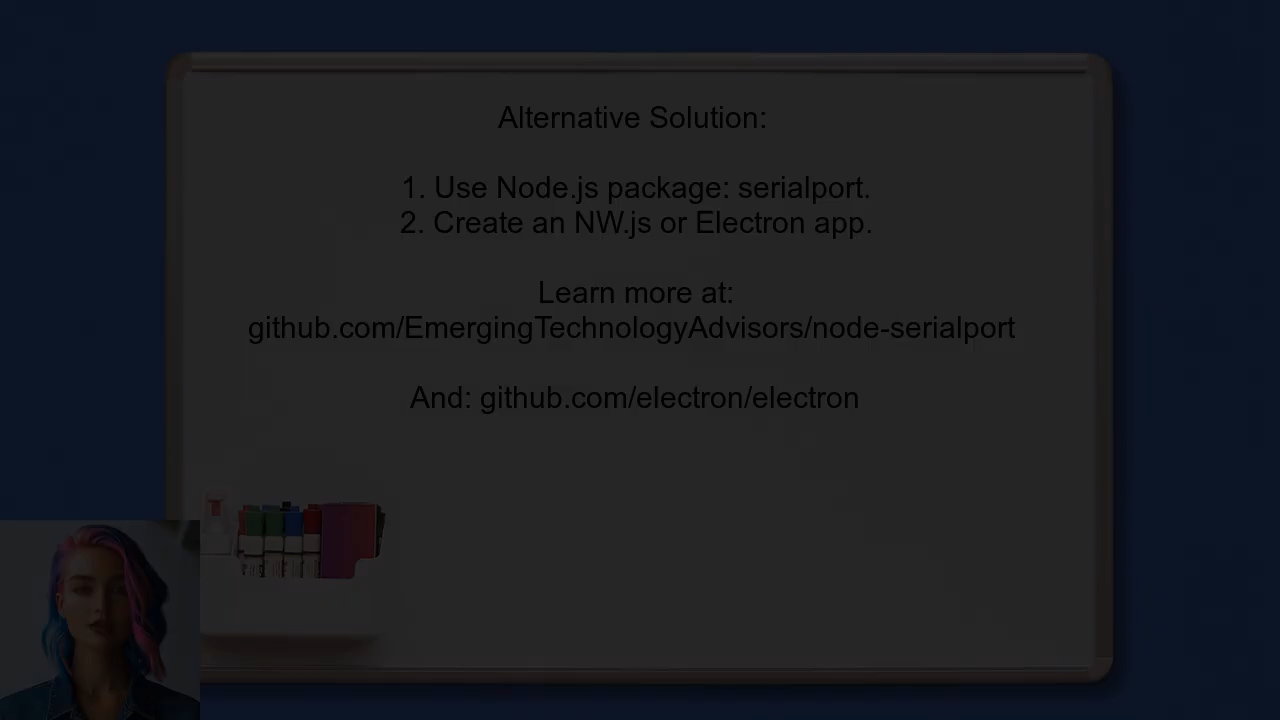 Alternative Solution:
1. Use Node.js package: serialport.
2. Create an NW.js or Electron app.
Learn more at:
github.com/EmergingTechnologyAdvisors/node-serialport
And: github.com/electron/electron